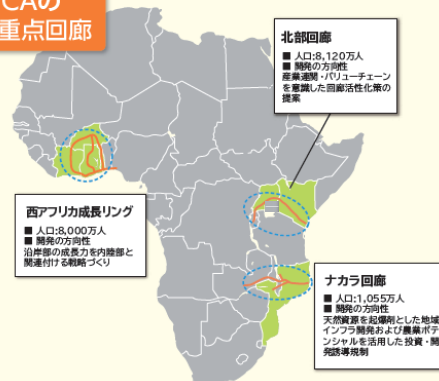 CAの
重点回廊
北部回廊
■ 人口:8,120万人
■ 開発の方向性
産業連関・バリューチェーン
を意識した回廊活性化策の
提案
西アフリカ成長リング
■ 人口:8,000万人
■ 開発の方向性
沿岸部の成長力を内陸部と
関連付ける戦略づくり
ナカラ回廊
■ 人口:1,055万人
■ 開発の方向性
天然資源を起爆剤とした地域
インフラ開発および農業ポテ
ンシャルを活用した投資・開
発誘導規制